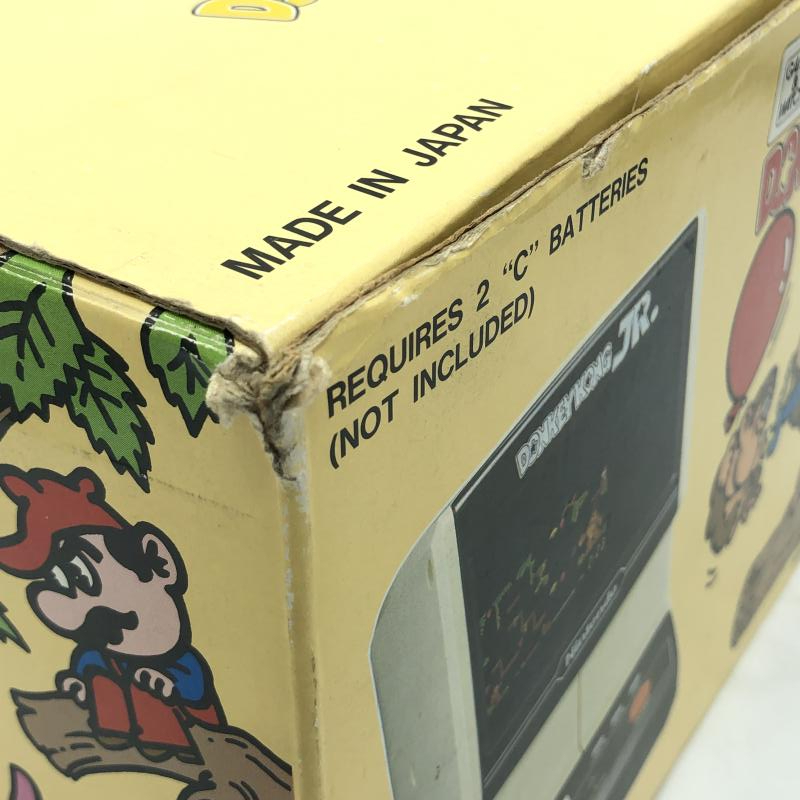 MADE IN JAPAN
REQUIRES 2 "C" BATTERIES
(NOT INCLUDED)
DONKEY KONG JR.
Nintendo